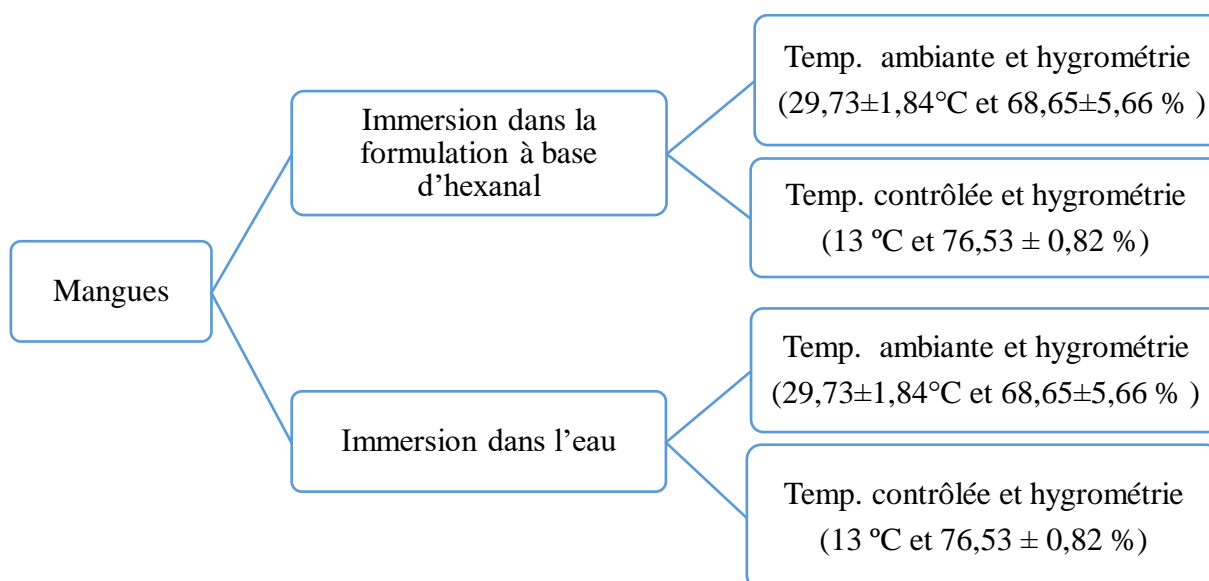 Mangues
Immersion dans la
formulation à base
d’hexanal
Temp. ambiante et hygrométrie
(29,73±1,84°C et 68,65±5,66 % )
Temp. contrôlée et hygrométrie
(13 ºC et 76,53 ± 0,82 %)
Immersion dans l’eau
Temp. ambiante et hygrométrie
(29,73±1,84°C et 68,65±5,66 % )
Temp. contrôlée et hygrométrie
(13 ºC et 76,53 ± 0,82 %)